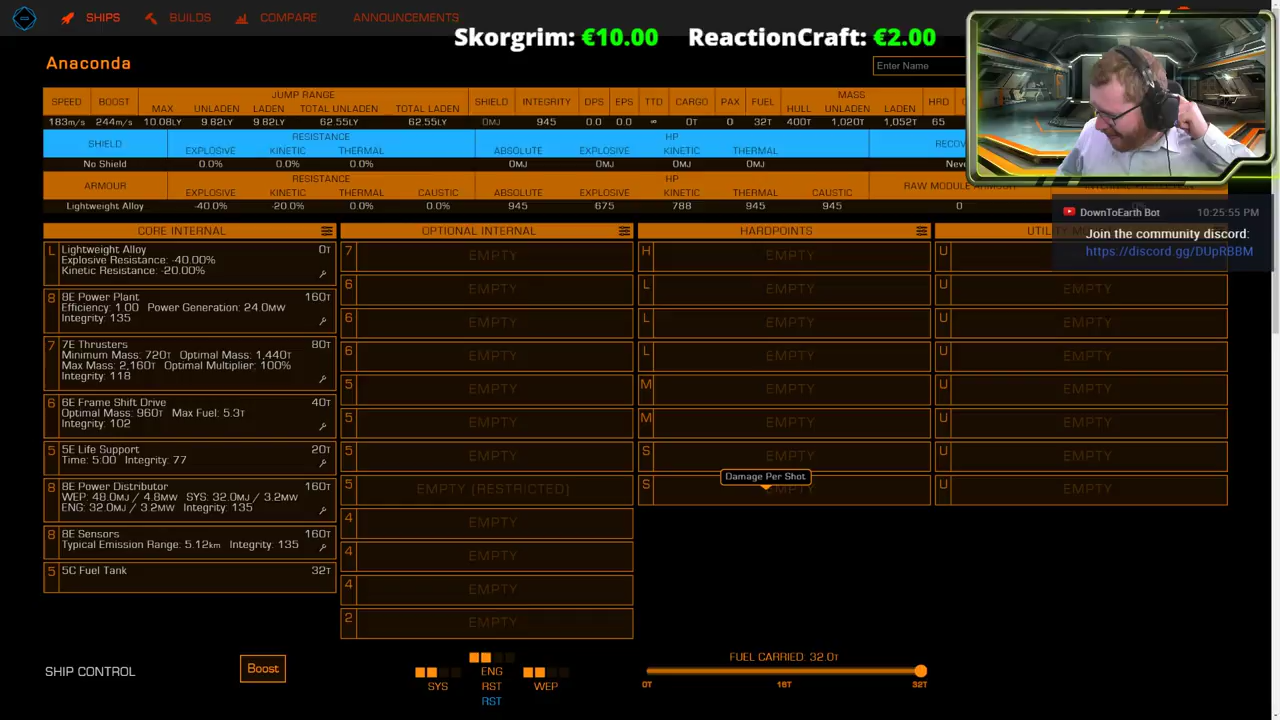 SHIPS BUILDS COMPARE ANNOUNCEMENTS
Skorgrim: €10.00 ReactionCraft: €2.00
Anaconda
Enter Name
SPEED BOOST JUMP RANGE SHIELD INTEGRITY DPS EPS TTD CARGO PAX FUEL MASS HRD
MAX UNLADEN LADEN TOTAL UNLADEN TOTAL LADEN HULL UNLADEN LADEN
183m/s 244m/s 10.08LY 9.82LY 9.82LY 62.55LY 62.55LY 0MJ 945 0.0 0.0 ∞ 0T 0 32T 400T 1,020T 1,052T 65
SHIELD RESISTANCE HP
EXPLOSIVE KINETIC THERMAL ABSOLUTE EXPLOSIVE KINETIC THERMAL
No Shield 0.0% 0.0% 0.0% 0MJ 0MJ 0MJ 0MJ Never
ARMOUR RESISTANCE HP RAW MODULE ARMOUR
EXPLOSIVE KINETIC THERMAL CAUSTIC ABSOLUTE EXPLOSIVE KINETIC THERMAL CAUSTIC
Lightweight Alloy -40.0% -20.0% 0.0% 0.0% 945 675 788 945 945 0
DownToEarth Bot 10:25:55 PM
Join the community discord:
https://discord.gg/DUpRBBM
CORE INTERNAL
L Lightweight Alloy 0T
Explosive Resistance: -40.00%
Kinetic Resistance: -20.00%
8 8E Power Plant 160T
Efficiency: 1.00 Power Generation: 24.0MW
Integrity: 135
7 7E Thrusters 80T
Minimum Mass: 720T Optimal Mass: 1,440T
Max Mass: 2,160T Optimal Multiplier: 100%
Integrity: 118
6 6E Frame Shift Drive 40T
Optimal Mass: 960T Max Fuel: 5.3T
Integrity: 102
5 5E Life Support 20T
Time: 5:00 Integrity: 77
8 8E Power Distributor 160T
WEP: 48.0MJ / 4.8MW SYS: 32.0MJ / 3.2MW
ENG: 32.0MJ / 3.2MW Integrity: 135
8 8E Sensors 160T
Typical Emission Range: 5.12km Integrity: 135
5 5C Fuel Tank 32T
OPTIONAL INTERNAL
7 EMPTY
6 EMPTY
6 EMPTY
6 EMPTY
5 EMPTY
5 EMPTY
5 EMPTY
5 EMPTY (RESTRICTED)
4 EMPTY
4 EMPTY
4 EMPTY
2 EMPTY
HARDPOINTS
H EMPTY
L EMPTY
L EMPTY
L EMPTY
M EMPTY
M EMPTY
S EMPTY
Damage Per Shot
S EMPTY
U EMPTY
U EMPTY
U EMPTY
U EMPTY
U EMPTY
U EMPTY
U EMPTY
U EMPTY
SHIP CONTROL
Boost
SYS
ENG
RST
RST
WEP
FUEL CARRIED: 32.0T
0T 16T 32T